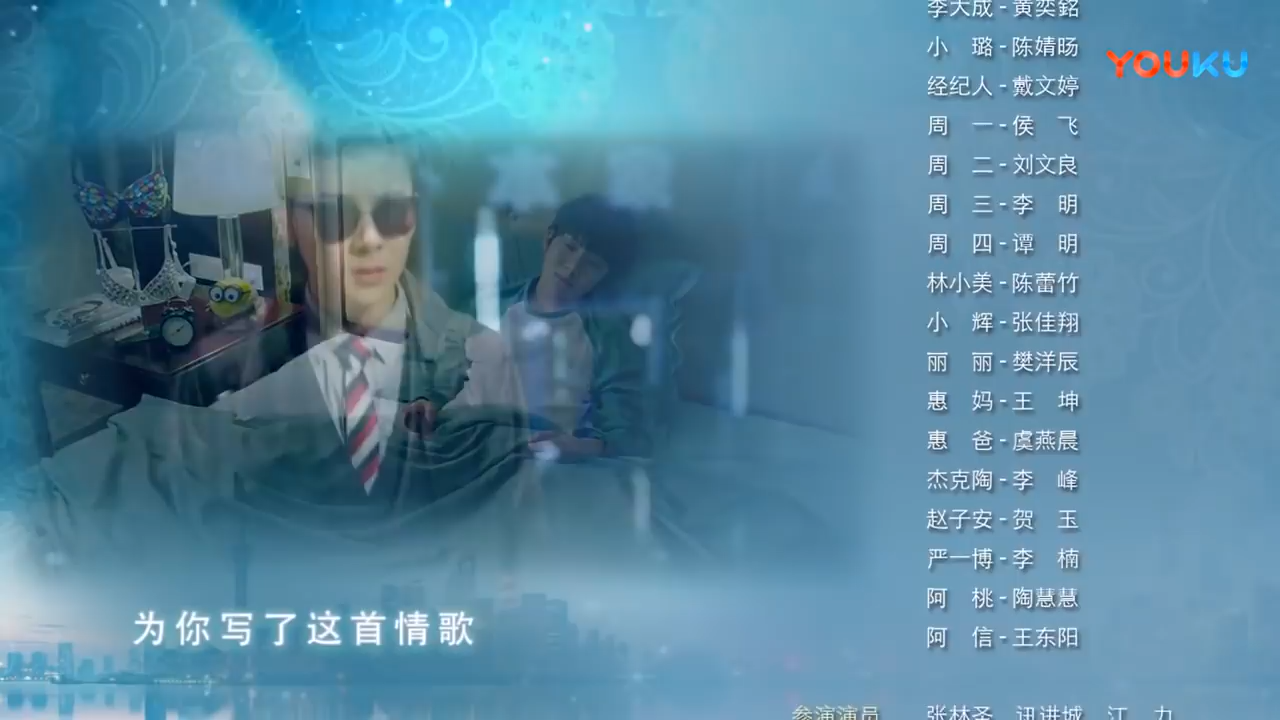 李大成 - 黄奕銘
小 璐 - 陈婧旸
YOUKU
经纪人 - 戴文婷
周 一 - 侯 飞
周 二 - 刘文良
周 三 - 李 明
周 四 - 谭 明
林小美 - 陈蕾竹
小 辉 - 张佳翔
丽 丽 - 樊洋辰
惠 妈 - 王 坤
惠 爸 - 虞燕晨
杰克陶 - 李 峰
赵子安 - 贺 玉
严一博 - 李 楠
阿 桃 - 陶慧慧
为你写了这首情歌
阿 信 - 王东阳
参演演员 张林圣 江 力